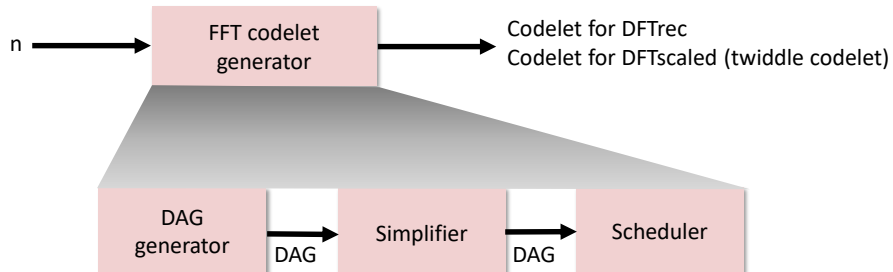 n
FFT codelet
generator
Codelet for DFTrec
Codelet for DFTscaled (twiddle codelet)
DAG
generator
DAG
Simplifier
DAG
Scheduler